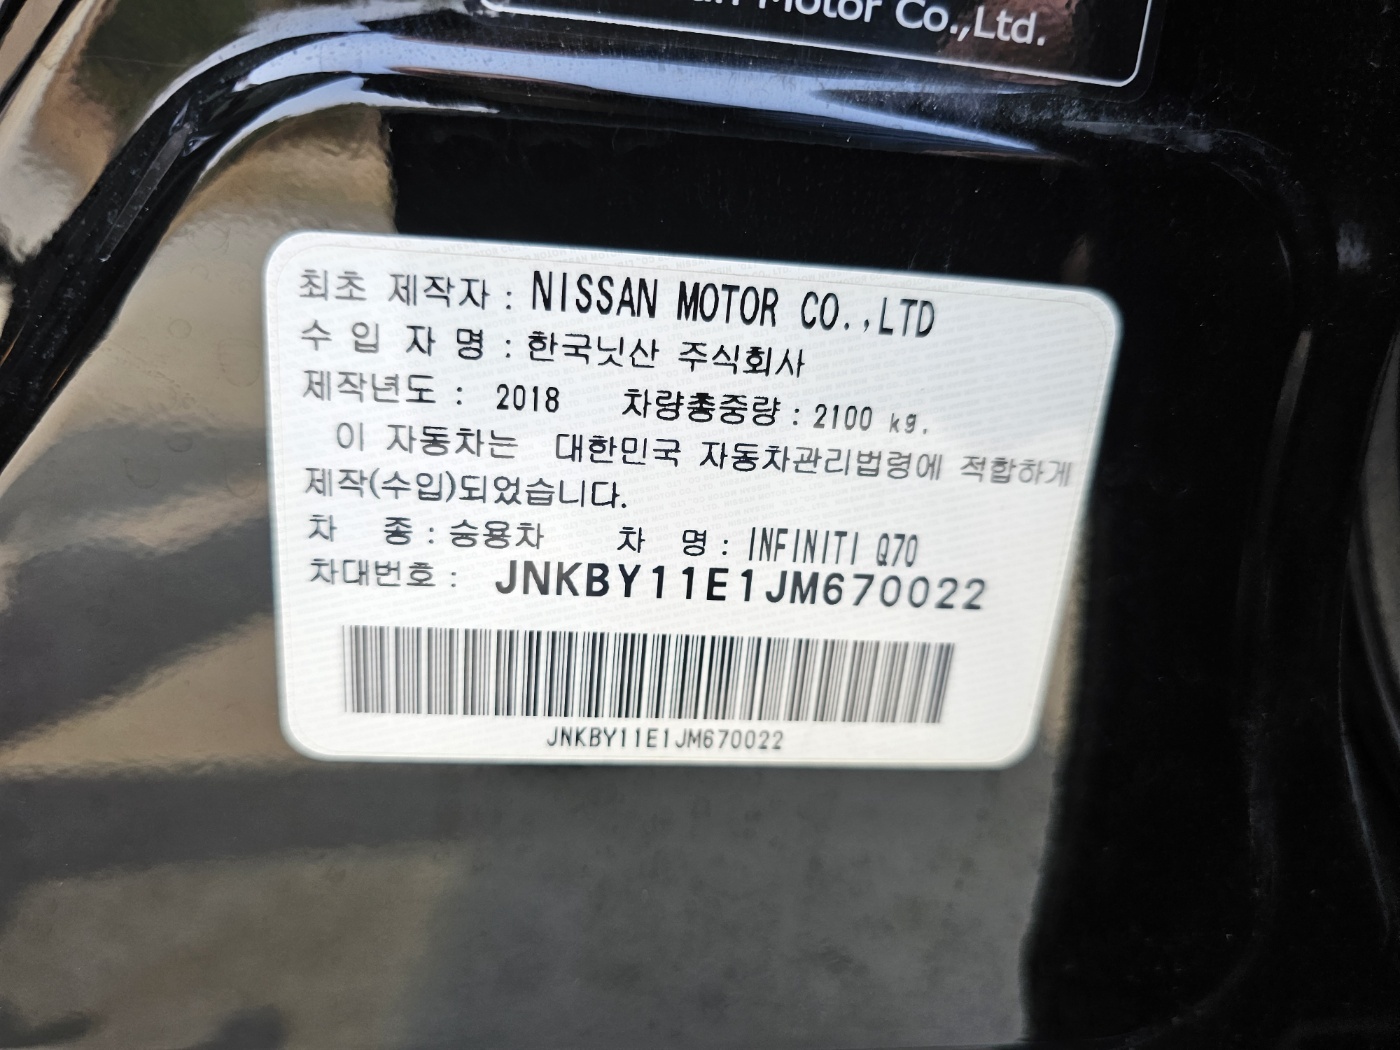 Motor Co.,Ltd.
최초 제작자 : NISSAN MOTOR CO.,LTD
수 입 자 명 : 한국닛산 주식회사
제작년도 : 2018 차량총중량 : 2100 kg.
이 자동차는 대한민국 자동차관리법령에 적합하게
제작(수입)되었습니다.
차 종 : 승용차 차 명 : INFINITI Q70
차대번호 : JNKBY11E1JM670022
JNKBY11E1JM670022